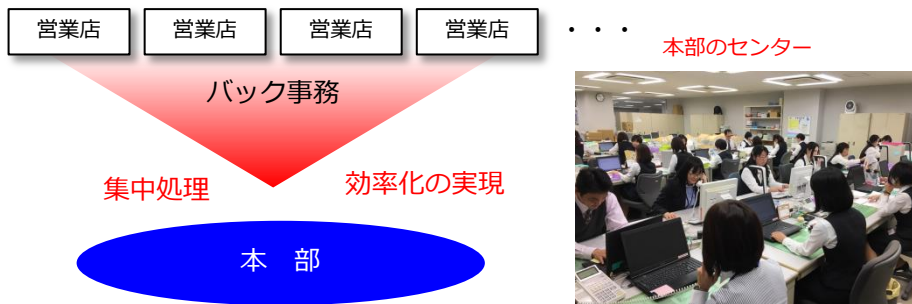 営業店 営業店 営業店 営業店 ・・・
本部のセンター
バック事務
集中処理 効率化の実現
本 部